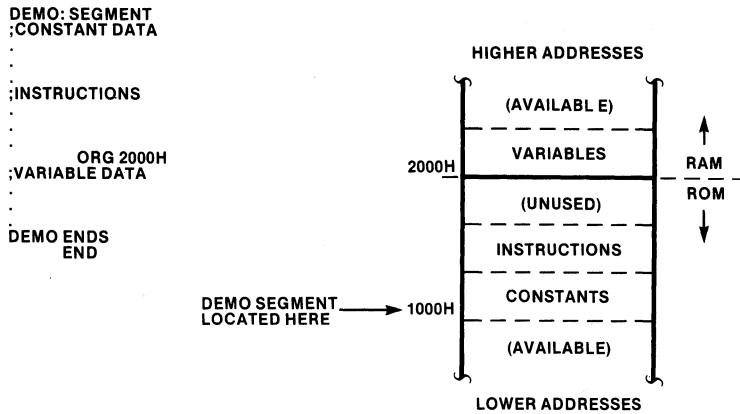 DEMO: SEGMENT
;CONSTANT DATA
.
.
.
;INSTRUCTIONS
.
.
.
ORG 2000H
;VARIABLE DATA
.
.
.
DEMO ENDS
END
HIGHER ADDRESSES
(AVAILABL E)
VARIABLES
2000H
RAM
ROM
(UNUSED)
INSTRUCTIONS
CONSTANTS
DEMO SEGMENT
LOCATED HERE
1000H
(AVAILABLE)
LOWER ADDRESSES